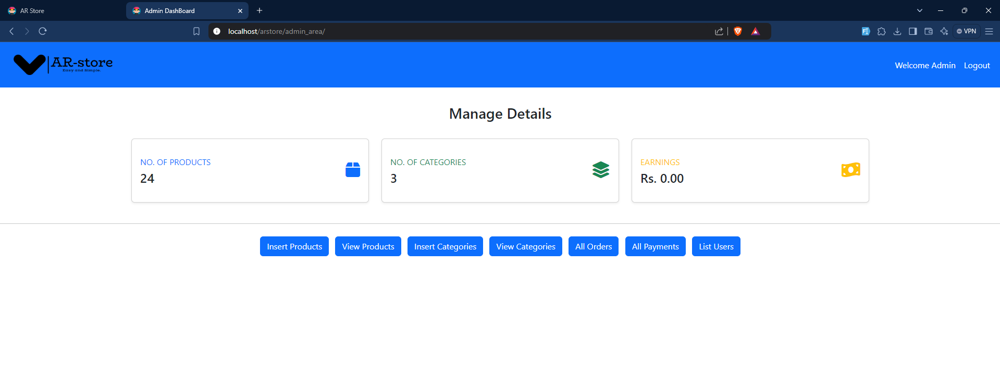 AR Store
Admin DashBoard
localhost/arstore/admin_area/
FI
VPN
AR-store
Easy and Simple.
Welcome Admin
Logout
Manage Details
NO. OF PRODUCTS
24
NO. OF CATEGORIES
3
EARNINGS
Rs. 0.00
Insert Products
View Products
Insert Categories
View Categories
All Orders
All Payments
List Users